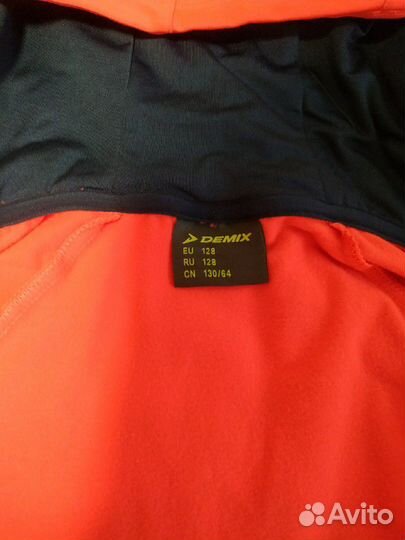 DEMIX
EU 128
RU 128
CN 130/64
Avito